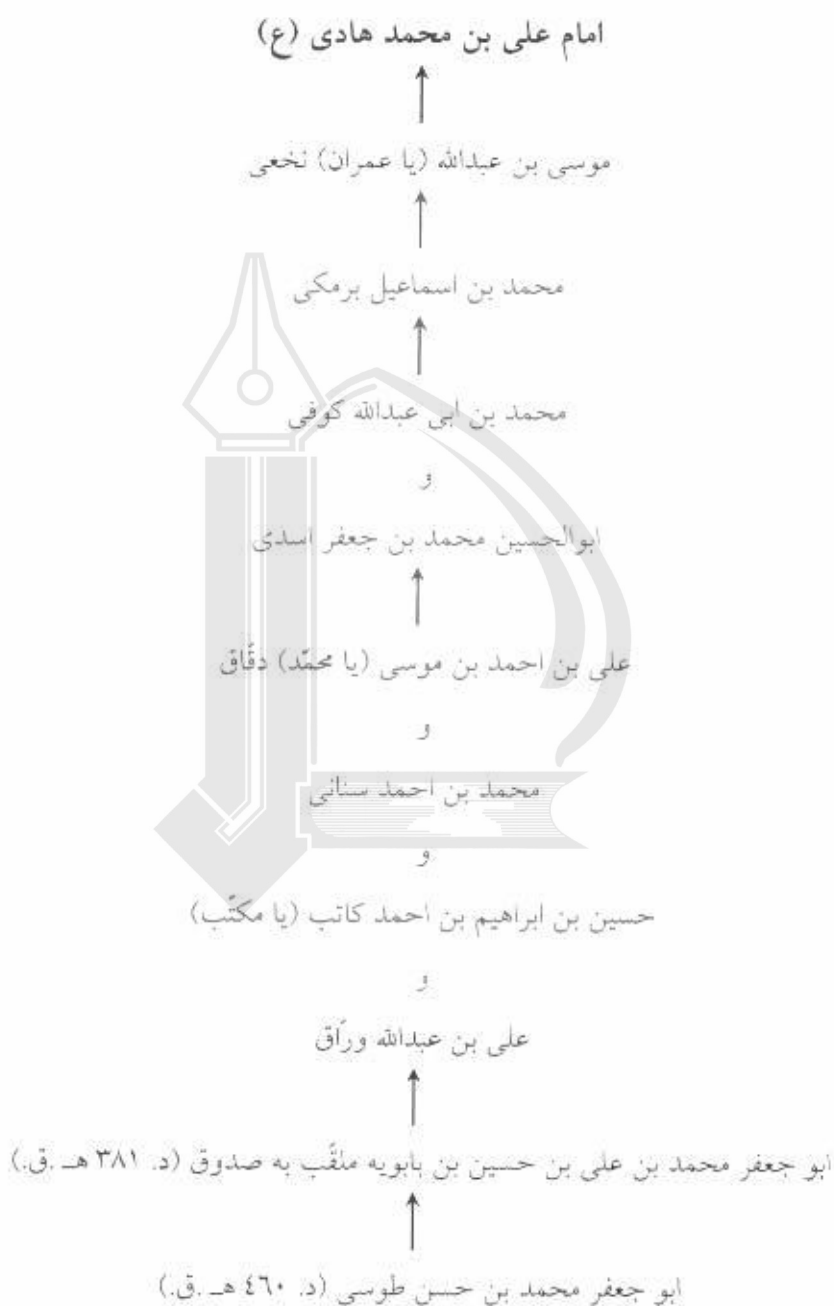 امام علی بن محمد هادی (ع)
موسی بن عبدالله (یا عمران) نخعی
محمد بن اسماعیل برمکی
محمد بن ابی عبدالله کوفی
و
ابوالحسین محمد بن جعفر اسدی
علی بن احمد بن موسی (یا محمّد) دقّاق
و
محمد بن احمد سنانی
و
حسین بن ابراهیم بن احمد کاتب (یا مکتّب)
و
علی بن عبدالله ورّاق
ابو جعفر محمد بن علی بن حسین بن بابویه ملقّب به صدوق (د. ۳۸۱ هـ .ق.)
ابو جعفر محمد بن حسن طوسی (د. ٤٦٠ هـ .ق.)